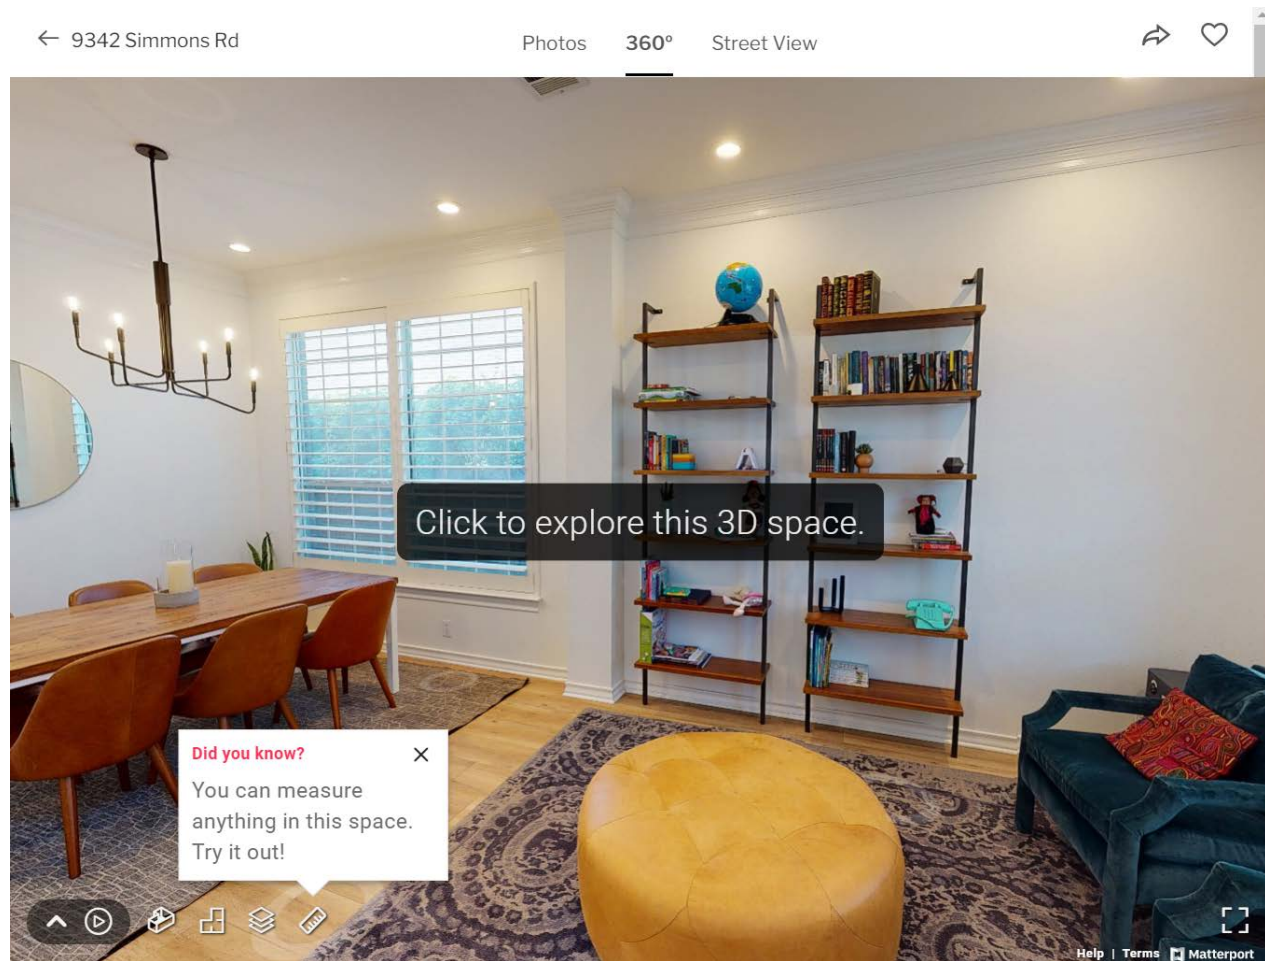 9342 Simmons Rd
Photos
360°
Street View
Click to explore this 3D space.
Did you know?
You can measure
anything in this space.
Try it out!
Help | Terms Matterport